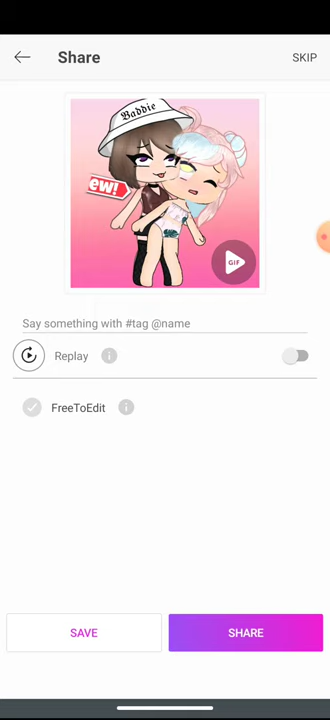 Share
SKIP
Baddie
ew!
GIF
Say something with #tag @name
Replay
FreeToEdit
SAVE
SHARE